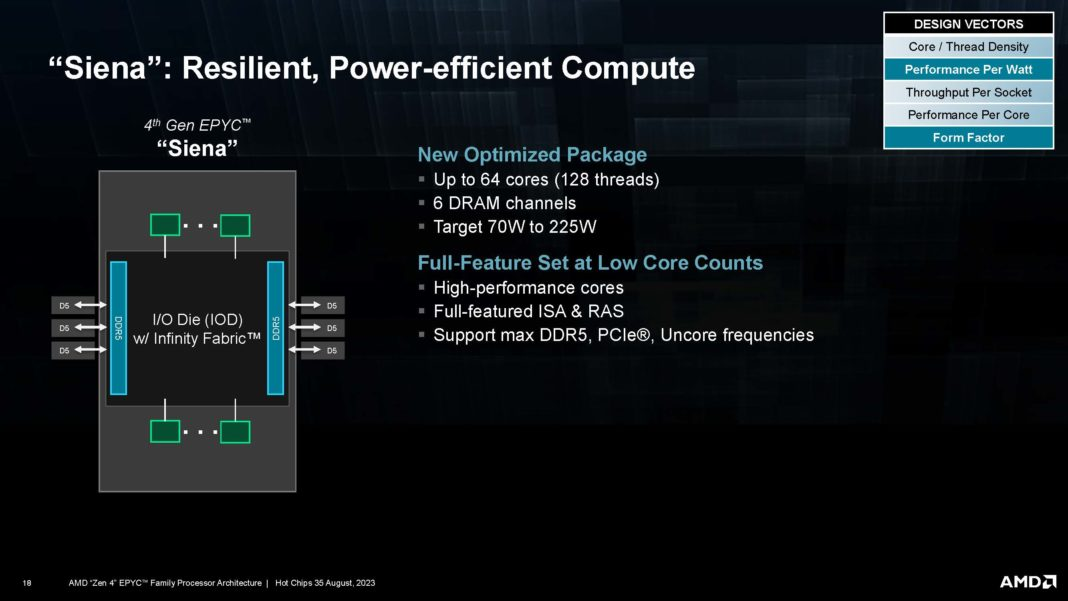 DESIGN VECTORS
Core / Thread Density
Performance Per Watt
Throughput Per Socket
Performance Per Core
Form Factor
“Siena”: Resilient, Power-efficient Compute
4th Gen EPYC™
“Siena”
D5
D5
D5
DDR5
I/O Die (IOD)
w/ Infinity Fabric™
DDR5
D5
D5
D5
New Optimized Package
▪ Up to 64 cores (128 threads)
▪ 6 DRAM channels
▪ Target 70W to 225W
Full-Feature Set at Low Core Counts
▪ High-performance cores
▪ Full-featured ISA & RAS
▪ Support max DDR5, PCIe®, Uncore frequencies
18
AMD “Zen 4” EPYC™ Family Processor Architecture | Hot Chips 35 August, 2023
AMD